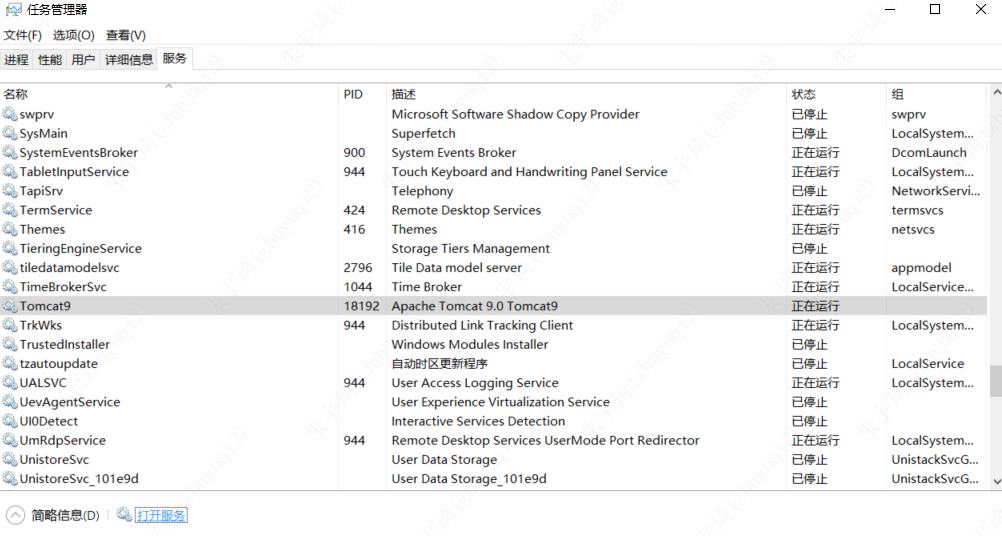 任务管理器
文件(F) 选项(O) 查看(V)
进程 性能 用户 详细信息 服务
名称 PID 描述 状态 组
swprv Microsoft Software Shadow Copy Provider 已停止 swprv
SysMain Superfetch 已停止 LocalSystem...
SystemEventsBroker 900 System Events Broker 正在运行 DcomLaunch
TabletInputService 944 Touch Keyboard and Handwriting Panel Service 正在运行 LocalSystem...
TapiSrv Telephony 已停止 NetworkServi...
TermService 424 Remote Desktop Services 正在运行 termsvcs
Themes 416 Themes 正在运行 netsvcs
TieringEngineService Storage Tiers Management 已停止
tiledatamodelsvc 2796 Tile Data model server 正在运行 appmodel
TimeBrokerSvc 1044 Time Broker 正在运行 LocalService...
Tomcat9 18192 Apache Tomcat 9.0 Tomcat9 正在运行
TrkWks 944 Distributed Link Tracking Client 正在运行 LocalSystem...
TrustedInstaller Windows Modules Installer 已停止
tzautoupdate 自动时区更新程序 已停止 LocalService
UALSVC 944 User Access Logging Service 正在运行 LocalSystem...
UevAgentService User Experience Virtualization Service 已停止
UI0Detect Interactive Services Detection 已停止
UmRdpService 944 Remote Desktop Services UserMode Port Redirector 正在运行 LocalSystem...
UnistoreSvc User Data Storage 已停止 UnistackSvcG...
UnistoreSvc_101e9d User Data Storage_101e9d 已停止 UnistackSvcG...
简略信息(D) 打开服务
朱宇琦(zhuyuqi2)